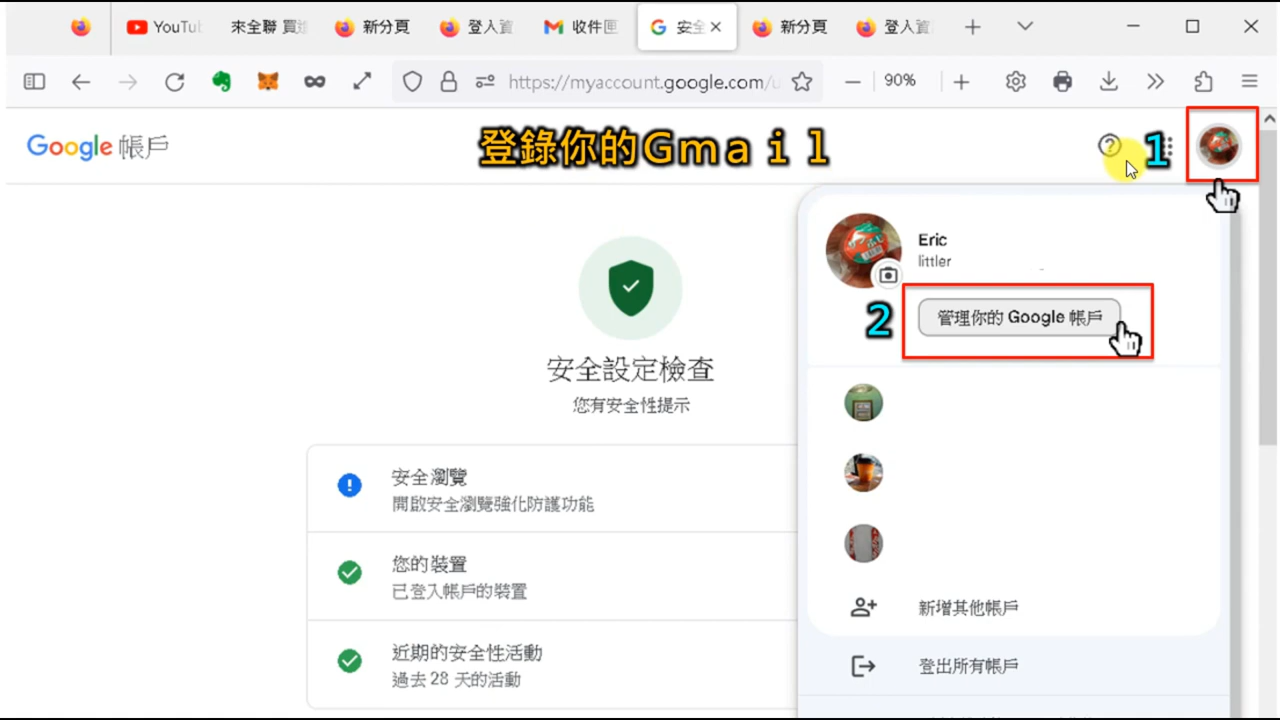 YouTub
來全聯 買
新分頁
登入資
收件匣
安全
新分頁
登入資
https://myaccount.google.com/u
90%
Google 帳戶
登錄你的Gmail
1
Eric
littler
2
管理你的 Google 帳戶
安全設定檢查
您有安全性提示
安全瀏覽
開啟安全瀏覽強化防護功能
您的裝置
已登入帳戶的裝置
近期的安全性活動
過去 28 天的活動
新增其他帳戶
登出所有帳戶